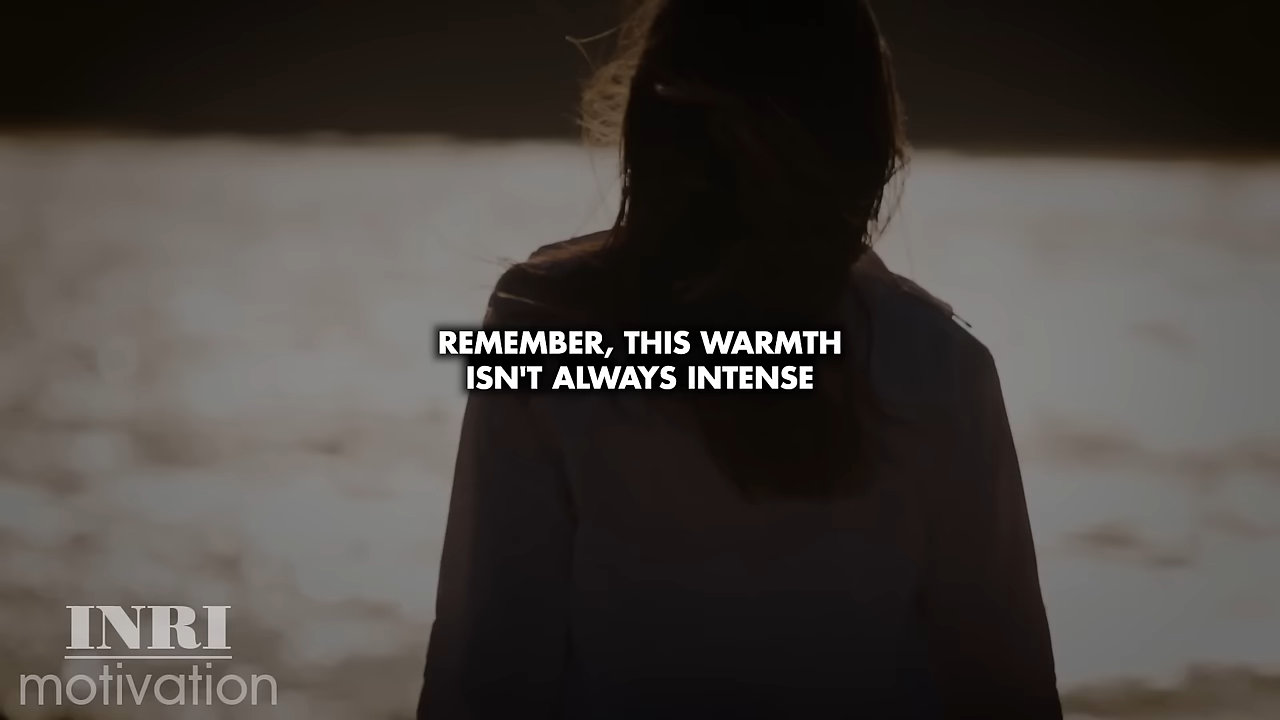 REMEMBER, THIS WARMTH
ISN'T ALWAYS INTENSE
INRI
motivation